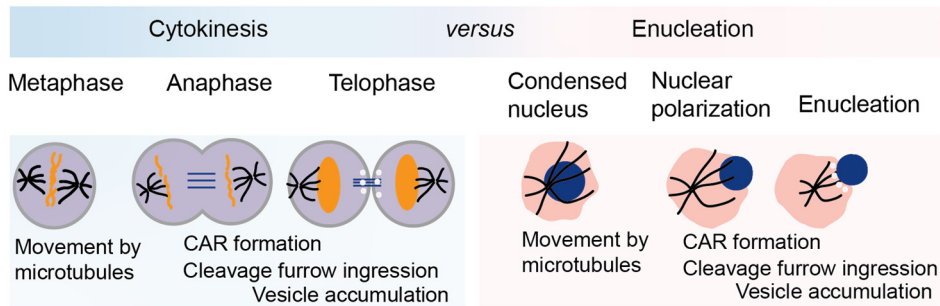 Cytokinesis versus Enucleation
Metaphase Anaphase Telophase
Condensed
nucleus
Nuclear
polarization
Enucleation
Movement by
microtubules
CAR formation
Cleavage furrow ingression
Vesicle accumulation
Movement by
microtubules
CAR formation
Cleavage furrow ingression
Vesicle accumulation